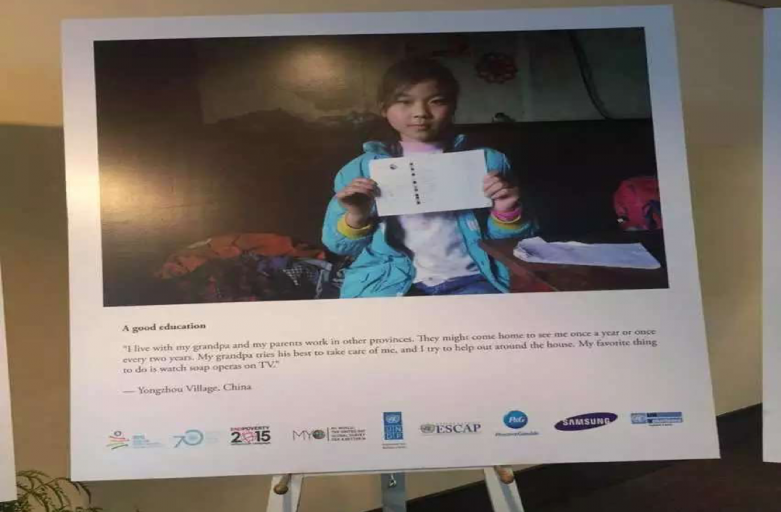 A good education
"I live with my grandpa and my parents work in other provinces. They might come home to see me once a year or once
every two years. My grandpa tries his best to take care of me, and I try to help out around the house. My favorite thing
to do is watch soap operas on TV."
— Yongzhou Village, China
70
2015
MY
UN
DP
ESCAP
P&G
SAMSUNG